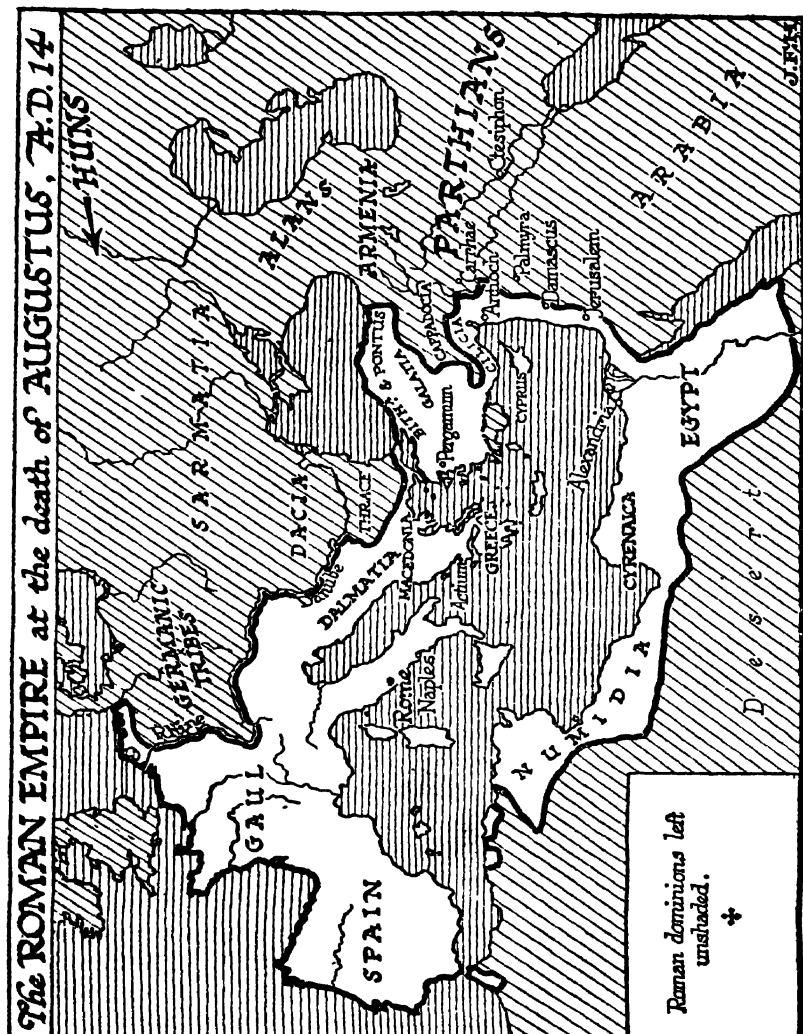 The ROMAN EMPIRE at the death of AUGUSTUS, A.D. 14
HUNS
GERMANIC
TRIBES
Rhine
SARMATIA
ALANS
GAUL
DACIA
Danube
DALMATIA
THRACE
ARMENIA
BITH? & PONTUS
GALATIA
CAPPADOCIA
CILICIA
PARTHIANS
Ctesiphon
SPAIN
Rome
Naples
MACEDONIA
Actium
GREECE
Pergamum
CYPRUS
Carrhae
Antioch
Palmyra
Damascus
Jerusalem
ARABIA
NUMIDIA
CYRENAICA
Alexandria
EGYPT
Desert
Roman dominions left
unshaded.
J.F.H.